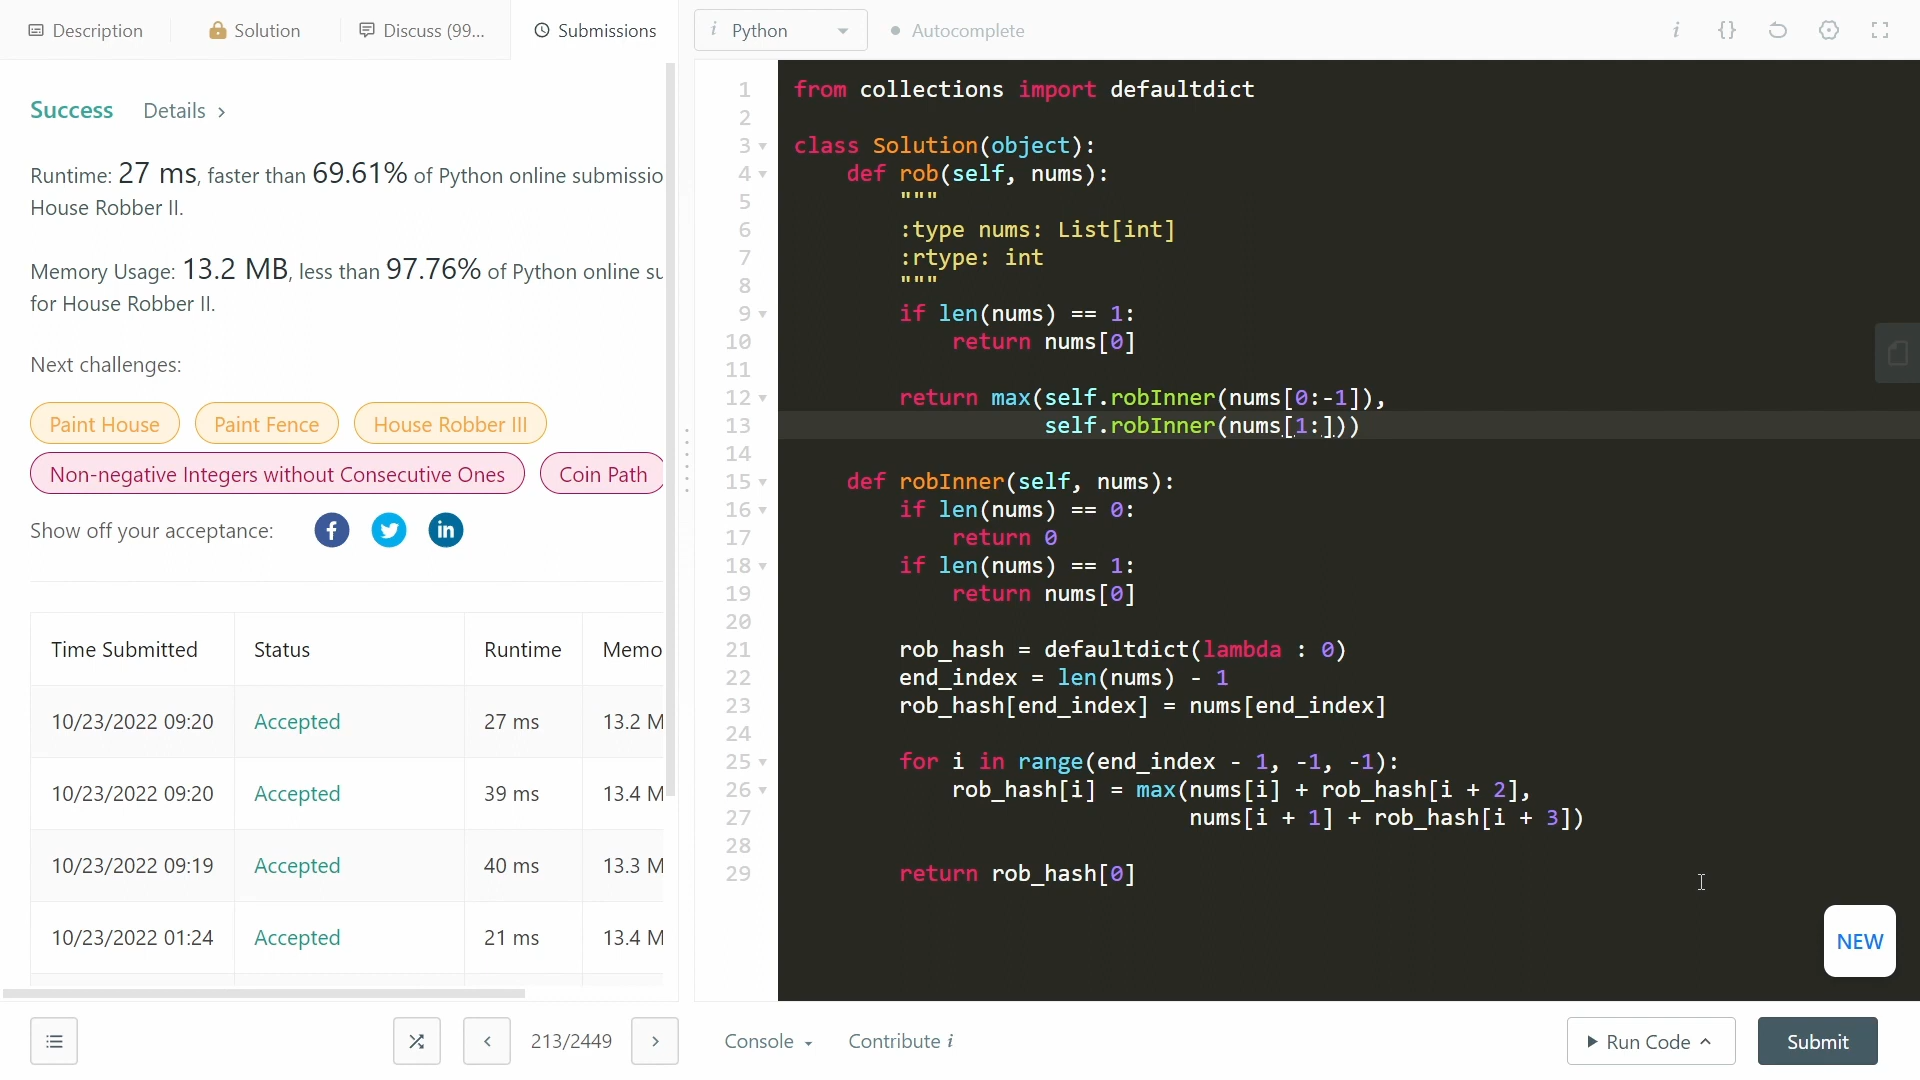 Description
Solution
Discuss (99...
Submissions
i Python
Autocomplete
i {}
Success Details >
Runtime: 27 ms, faster than 69.61% of Python online submissio
House Robber II.
Memory Usage: 13.2 MB, less than 97.76% of Python online su
for House Robber II.
Next challenges:
Paint House
Paint Fence
House Robber III
Non-negative Integers without Consecutive Ones
Coin Path
Show off your acceptance:
f
in
Time Submitted Status Runtime Memo
10/23/2022 09:20 Accepted 27 ms 13.2 M
10/23/2022 09:20 Accepted 39 ms 13.4 M
10/23/2022 09:19 Accepted 40 ms 13.3 M
10/23/2022 01:24 Accepted 21 ms 13.4 M
1 from collections import defaultdict
2
3 class Solution(object):
4     def rob(self, nums):
5         """
6         :type nums: List[int]
7         :rtype: int
8         """
9         if len(nums) == 1:
10             return nums[0]
11
12         return max(self.robInner(nums[0:-1]),
13                    self.robInner(nums[1:]))
14
15     def robInner(self, nums):
16         if len(nums) == 0:
17             return 0
18         if len(nums) == 1:
19             return nums[0]
20
21         rob_hash = defaultdict(lambda : 0)
22         end_index = len(nums) - 1
23         rob_hash[end_index] = nums[end_index]
24
25         for i in range(end_index - 1, -1, -1):
26             rob_hash[i] = max(nums[i] + rob_hash[i + 2],
27                               nums[i + 1] + rob_hash[i + 3])
28
29         return rob_hash[0]
NEW
< 213/2449 >
Console
Contribute i
Run Code
Submit